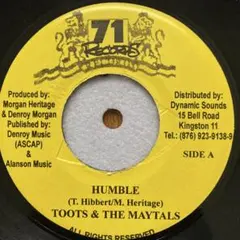 71
RECORDS
Produced by:
Morgan Heritage
& Denroy Morgan
Published by:
Denroy Music
(ASCAP)
&
Alanson Music
Distributed by:
Dynamic Sounds
15 Bell Road
Kingston 11
Tel.: (876) 923-9138-
SIDE A
HUMBLE
(T. Hibbert/M. Heritage)
TOOTS & THE MAYTALS
ALL RIGHTS RESERVED